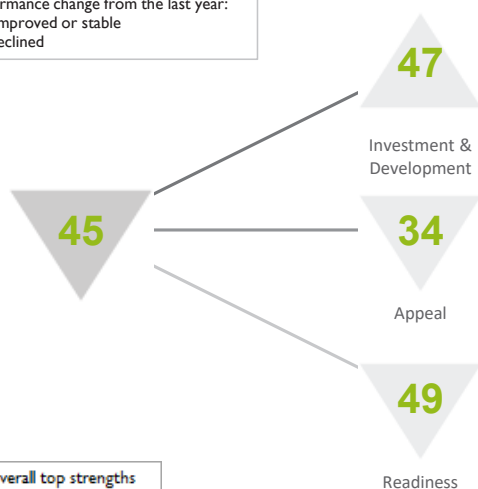 rmance change from the last year:
mproved or stable
eclined
47
Investment &
Development
45
34
Appeal
49
verall top strengths
Readiness